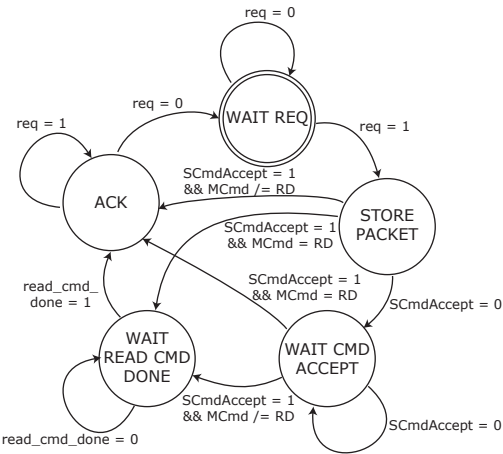 req = 0
req = 0
WAIT REQ
req = 1
req = 1
ACK
SCmdAccept = 1
&& MCmd /= RD
STORE
PACKET
SCmdAccept = 1
&& MCmd = RD
SCmdAccept = 1
&& MCmd = RD
read_cmd_
done = 1
SCmdAccept = 0
WAIT
READ CMD
DONE
WAIT CMD
ACCEPT
SCmdAccept = 1
&& MCmd /= RD
SCmdAccept = 0
read_cmd_done = 0